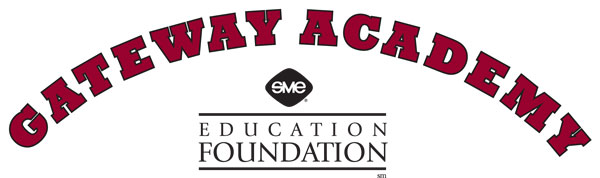 GATEWAY ACADEMY
SME
®
EDUCATION
FOUNDATION
sm